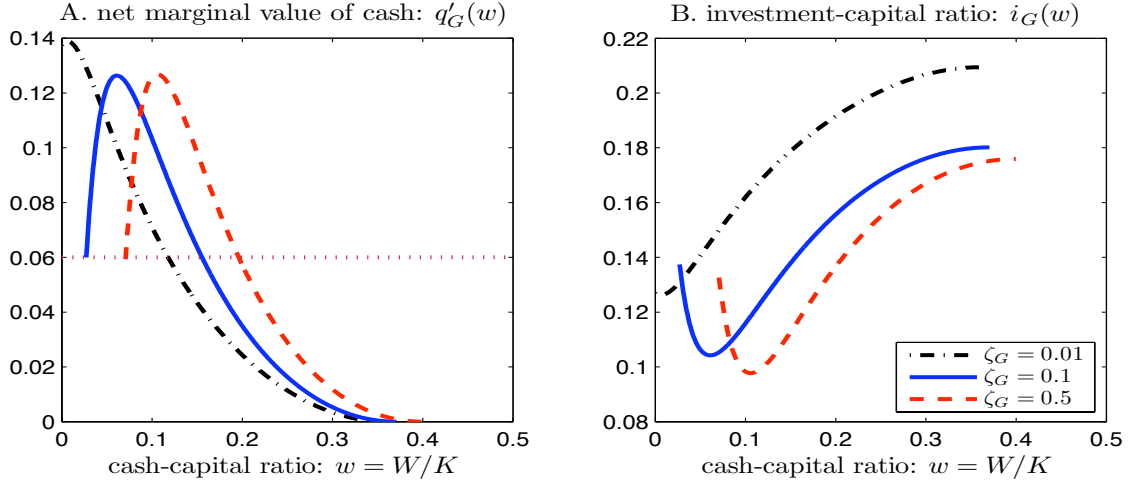 A. net marginal value of cash: q′_G(w)
0.14
0.12
0.1
0.08
0.06
0.04
0.02
0
0 0.1 0.2 0.3 0.4 0.5
cash-capital ratio: w = W/K
B. investment-capital ratio: i_G(w)
0.22
0.2
0.18
0.16
0.14
0.12
0.1
0.08
0 0.1 0.2 0.3 0.4 0.5
cash-capital ratio: w = W/K
ζ_G = 0.01
ζ_G = 0.1
ζ_G = 0.5